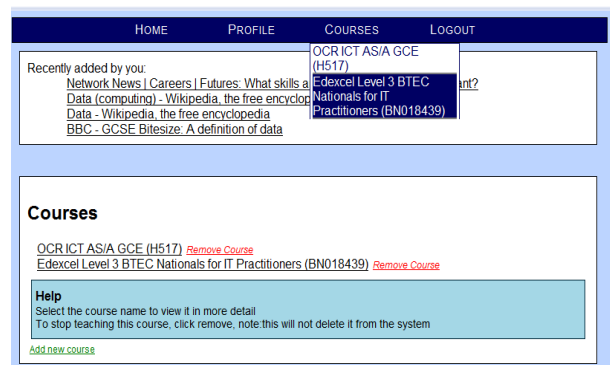 HOME PROFILE COURSES LOGOUT
OCR ICT AS/A GCE
(H517)
Edexcel Level 3 BTEC
Nationals for IT
Practitioners (BN018439)
Recently added by you:
Network News | Careers | Futures: What skills a ant?
Data (computing) - Wikipedia, the free encyclop
Data - Wikipedia, the free encyclopedia
BBC - GCSE Bitesize: A definition of data
Courses
OCR ICT AS/A GCE (H517) Remove Course
Edexcel Level 3 BTEC Nationals for IT Practitioners (BN018439) Remove Course
Help
Select the course name to view it in more detail
To stop teaching this course, click remove, note:this will not delete it from the system
Add new course